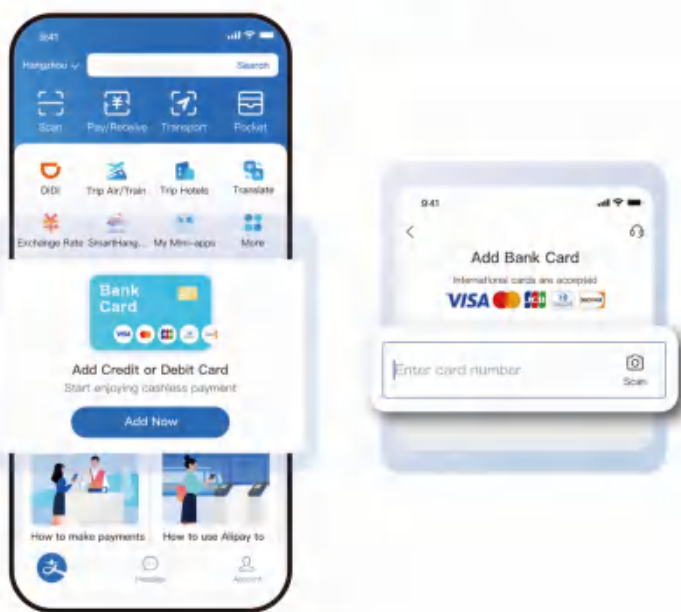 9:41
Hangzhou
Search
Scan Pay/Receive Transport Pocket
DiDi Trip Air/Train Trip Hotels Translate
Exchange Rate SmartHang... My Mini-apps More
Bank
Card
VISA
Add Credit or Debit Card
Start enjoying cashless payment
Add Now
How to make payments How to use Alipay to
Account
9:41
Add Bank Card
International cards are accepted
VISA JCB DISCOVER
Enter card number
Scan